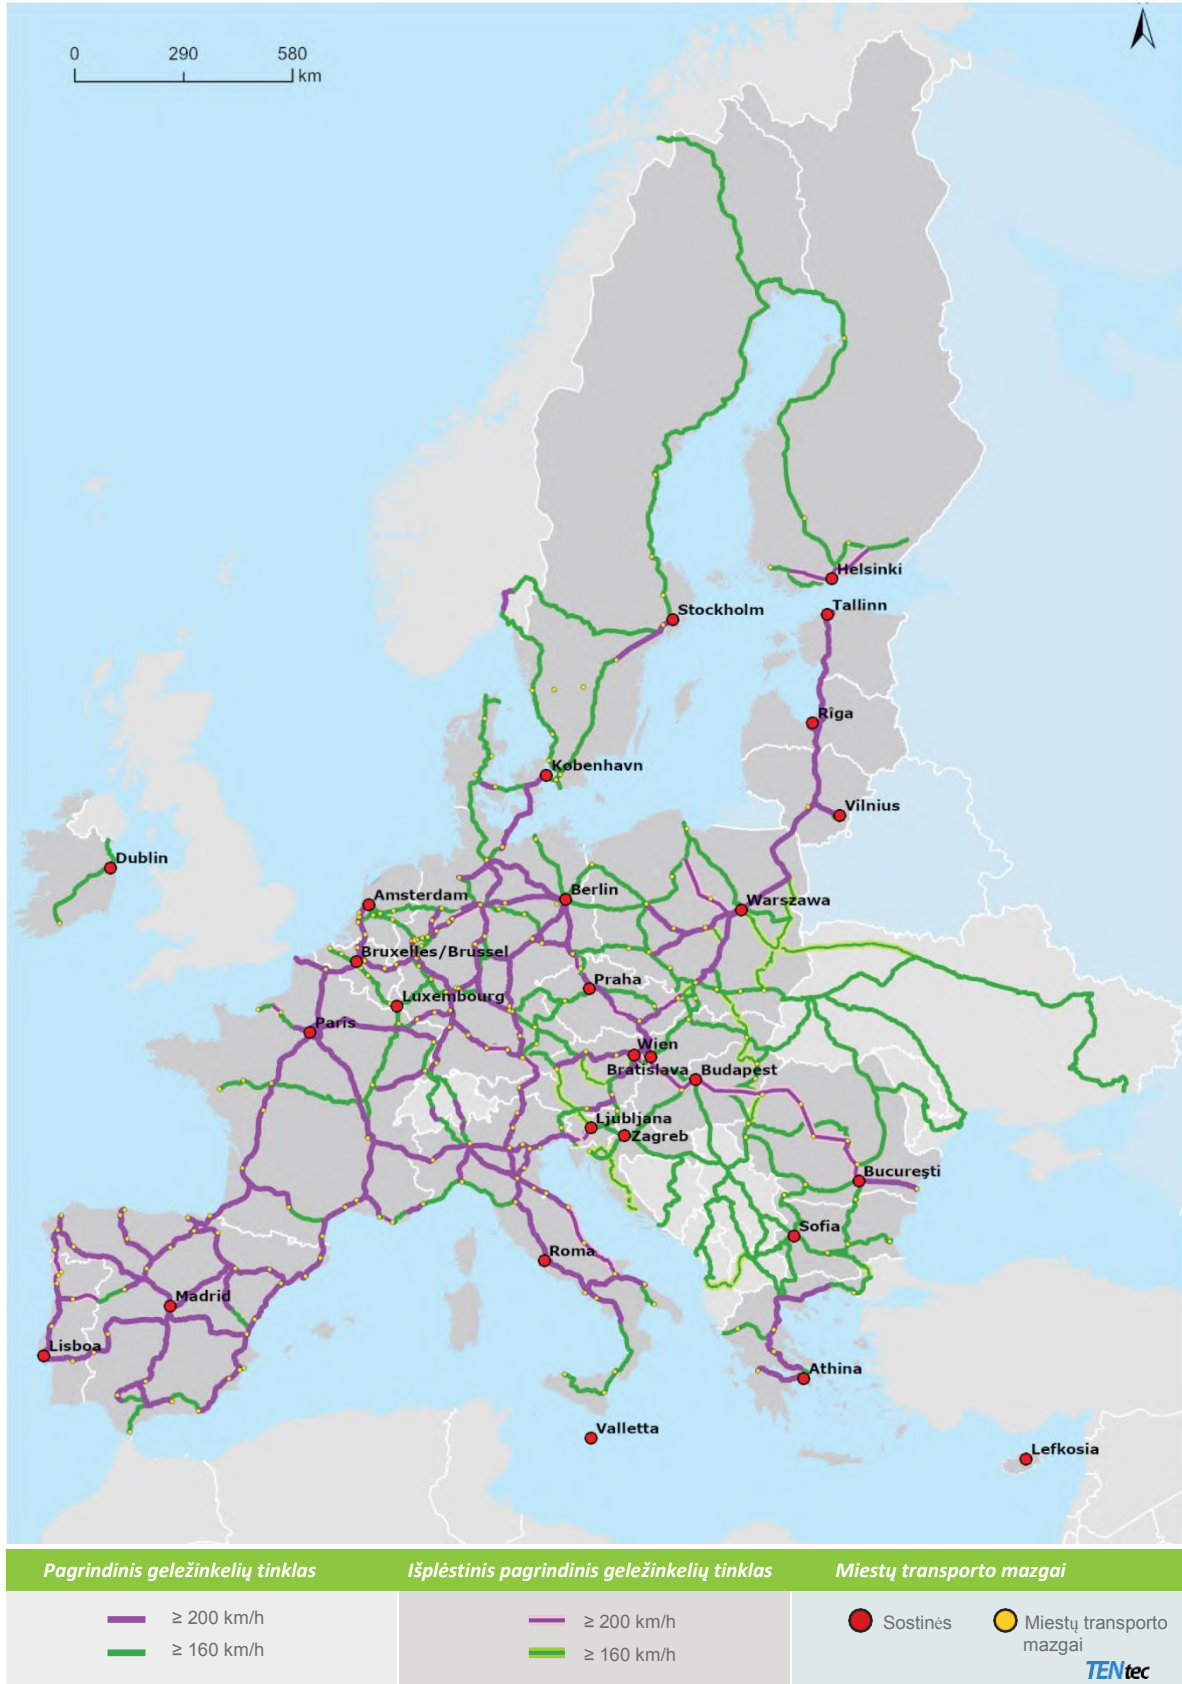 0 290 580
km
Helsinki
Tallinn
Stockholm
Rīga
København
Vilnius
Dublin
Berlin
Amsterdam
Warszawa
Bruxelles/Brussel
Praha
Luxembourg
Paris
Wien
Bratislava
Budapest
Ljubljana
Zagreb
Bucureşti
Sofia
Roma
Madrid
Lisboa
Athina
Valletta
Lefkosia
Pagrindinis geležinkelių tinklas
≥ 200 km/h
≥ 160 km/h
Išplėstinis pagrindinis geležinkelių tinklas
≥ 200 km/h
≥ 160 km/h
Miestų transporto mazgai
Sostinės
Miestų transporto
mazgai
TENtec